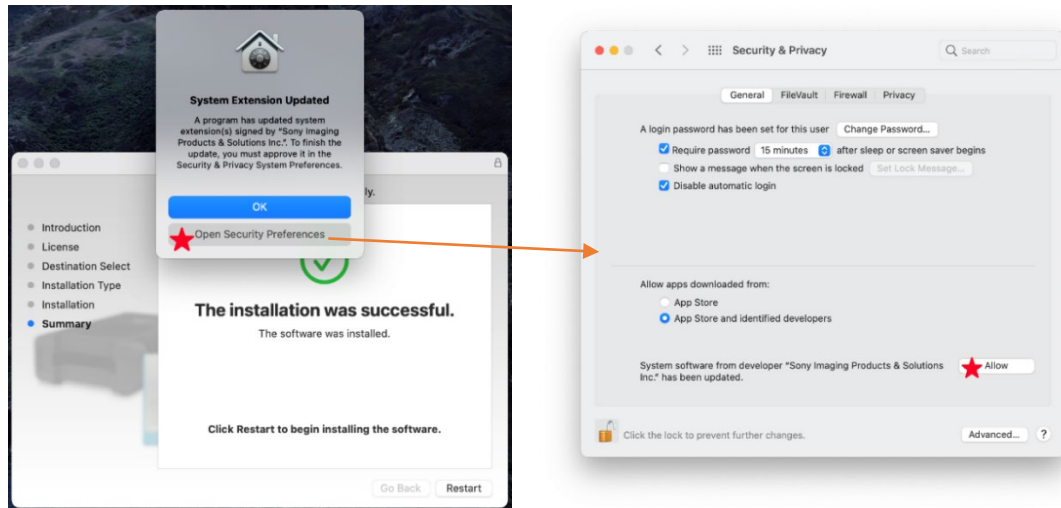 System Extension Updated
A program has updated system
extension(s) signed by "Sony Imaging
Products & Solutions Inc.". To finish the
update, you must approve it in the
Security & Privacy System Preferences.
OK
Open Security Preferences
ly.
Introduction
License
Destination Select
Installation Type
Installation
Summary
The installation was successful.
The software was installed.
Click Restart to begin installing the software.
Go Back
Restart
Security & Privacy
Search
General
FileVault
Firewall
Privacy
A login password has been set for this user
Change Password...
Require password
15 minutes
after sleep or screen saver begins
Show a message when the screen is locked
Set Lock Message...
Disable automatic login
Allow apps downloaded from:
App Store
App Store and identified developers
System software from developer "Sony Imaging Products & Solutions
Inc." has been updated.
Allow
Click the lock to prevent further changes.
Advanced...
?